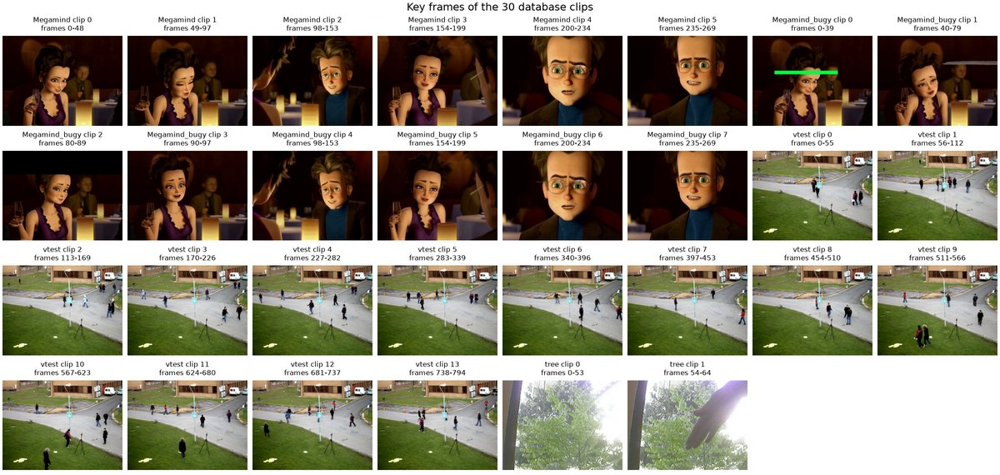 Key frames of the 30 database clips
Megamind clip 0
frames 0-48
Megamind clip 1
frames 49-97
Megamind clip 2
frames 98-153
Megamind clip 3
frames 154-199
Megamind clip 4
frames 200-234
Megamind clip 5
frames 235-269
Megamind_bugy clip 0
frames 0-39
Megamind_bugy clip 1
frames 40-79
Megamind_bugy clip 2
frames 80-89
Megamind_bugy clip 3
frames 90-97
Megamind_bugy clip 4
frames 98-153
Megamind_bugy clip 5
frames 154-199
Megamind_bugy clip 6
frames 200-234
Megamind_bugy clip 7
frames 235-269
vtest clip 0
frames 0-55
vtest clip 1
frames 56-112
vtest clip 2
frames 113-169
vtest clip 3
frames 170-226
vtest clip 4
frames 227-282
vtest clip 5
frames 283-339
vtest clip 6
frames 340-396
vtest clip 7
frames 397-453
vtest clip 8
frames 454-510
vtest clip 9
frames 511-566
vtest clip 10
frames 567-623
vtest clip 11
frames 624-680
vtest clip 12
frames 681-737
vtest clip 13
frames 738-794
tree clip 0
frames 0-53
tree clip 1
frames 54-64